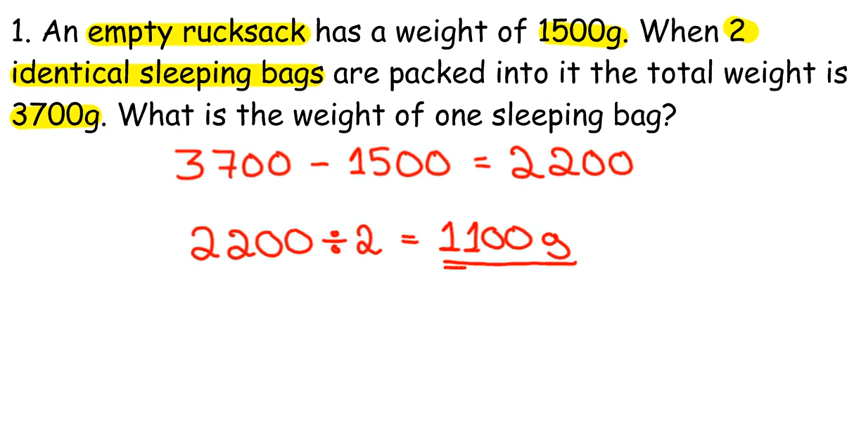 1. An empty rucksack has a weight of 1500g. When 2
identical sleeping bags are packed into it the total weight is
3700g. What is the weight of one sleeping bag?
3700 - 1500 = 2200
2200 ÷ 2 = 1100g